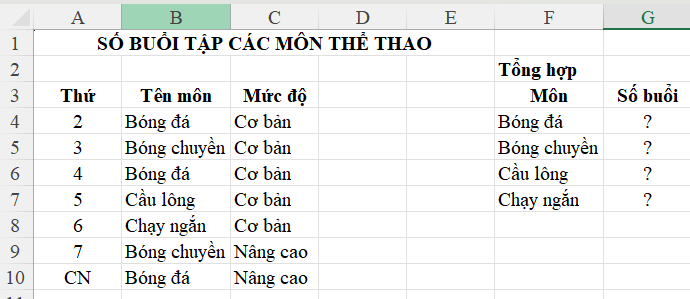 A B C D E F G
1 SỐ BUỔI TẬP CÁC MÔN THỂ THAO
2 Tổng hợp
3 Thứ Tên môn Mức độ Môn Số buổi
4 2 Bóng đá Cơ bản Bóng đá ?
5 3 Bóng chuyền Cơ bản Bóng chuyền ?
6 4 Bóng đá Cơ bản Cầu lông ?
7 5 Cầu lông Cơ bản Chạy ngắn ?
8 6 Chạy ngắn Cơ bản
9 7 Bóng chuyền Nâng cao
10 CN Bóng đá Nâng cao